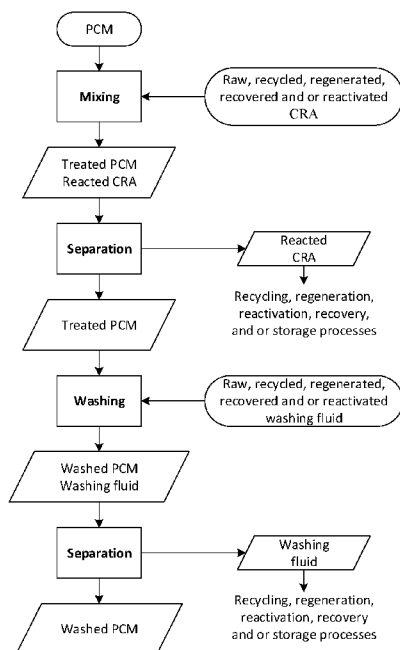 PCM
Mixing
Raw, recycled, regenerated,
recovered and or reactivated
CRA
Treated PCM
Reacted CRA
Separation
Reacted
CRA
Recycling, regeneration,
reactivation, recovery,
and or storage processes
Treated PCM
Washing
Raw, recycled, regenerated,
recovered and or reactivated
washing fluid
Washed PCM
Washing fluid
Separation
Washing
fluid
Recycling, regeneration,
reactivation, recovery
and or storage processes
Washed PCM